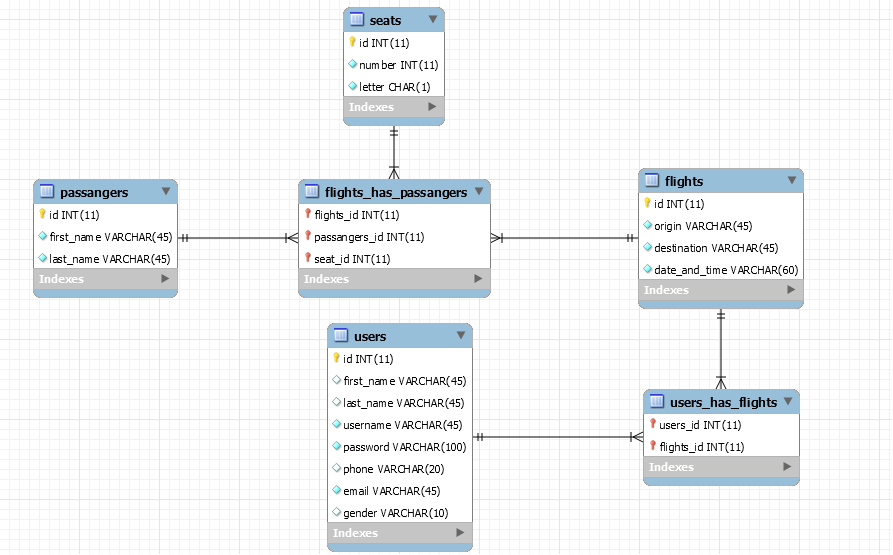 seats
id INT(11)
number INT(11)
letter CHAR(1)
Indexes
passangers
id INT(11)
first_name VARCHAR(45)
last_name VARCHAR(45)
Indexes
flights_has_passangers
flights_id INT(11)
passangers_id INT(11)
seat_id INT(11)
Indexes
flights
id INT(11)
origin VARCHAR(45)
destination VARCHAR(45)
date_and_time VARCHAR(60)
Indexes
users
id INT(11)
first_name VARCHAR(45)
last_name VARCHAR(45)
username VARCHAR(45)
password VARCHAR(100)
phone VARCHAR(20)
email VARCHAR(45)
gender VARCHAR(10)
Indexes
users_has_flights
users_id INT(11)
flights_id INT(11)
Indexes